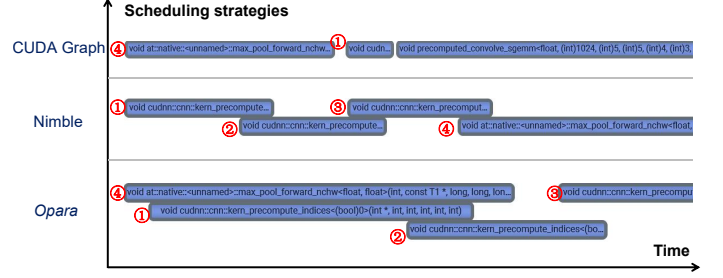 Scheduling strategies
CUDA Graph
④ void at::native::<unnamed>::max_pool_forward_nchw... ① void cudn... void precomputed_convolve_sgemm<float, (int)1024, (int)5, (int)5, (int)4, (int)3,
Nimble
① void cudnn::cnn::kern_precompute... ③ void cudnn::cnn::kern_precomput...
② void cudnn::cnn::kern_precompute... ④ void at::native::<unnamed>::max_pool_forward_nchw<float,
Opara
④ void at::native::<unnamed>::max_pool_forward_nchw<float, float>(int, const T1 *, long, long, lon... ③ void cudnn::cnn::kern_precompu
① void cudnn::cnn::kern_precompute_indices<(bool)0>(int *, int, int, int, int, int)
② void cudnn::cnn::kern_precompute_indices<(bo...
Time